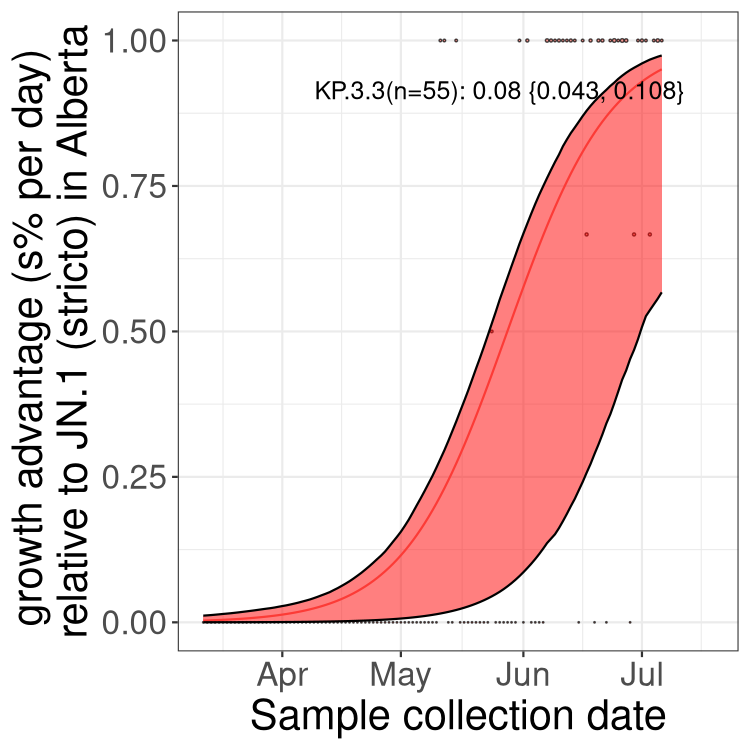 growth advantage (s% per day)
relative to JN.1 (stricto) in Alberta
1.00
0.75
0.50
0.25
0.00
KP.3.3(n=55): 0.08 {0.043, 0.108}
Apr May Jun Jul
Sample collection date